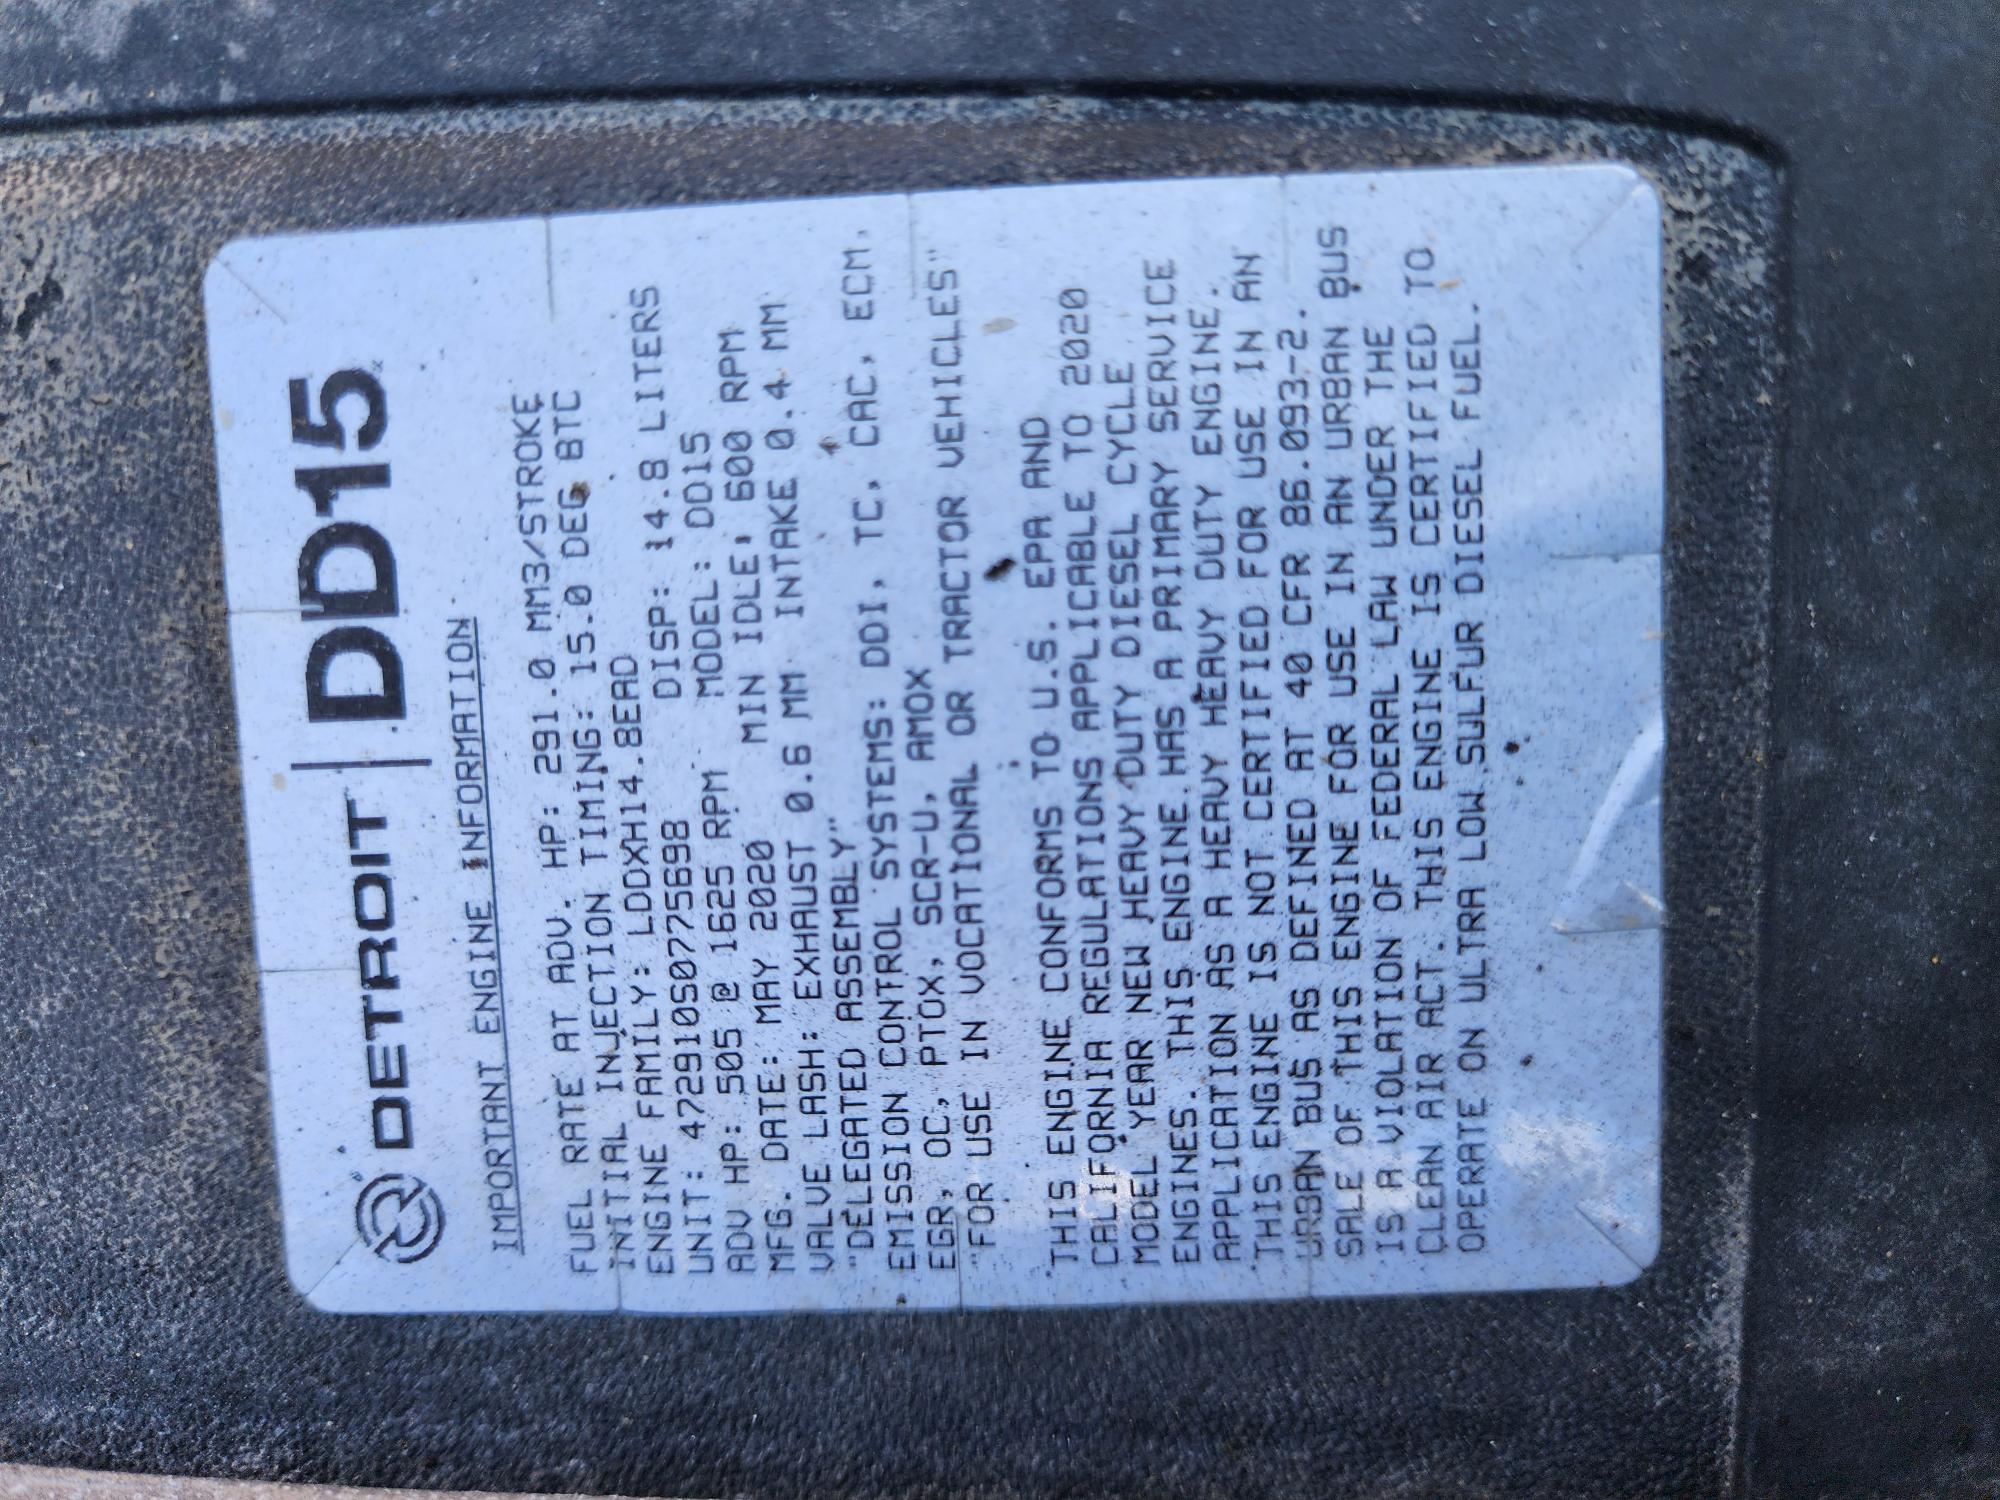 DETROIT | DD15
IMPORTANT ENGINE INFORMATION
FUEL RATE AT ADV. HP: 291.0 MM3/STROKE
INITIAL INJECTION TIMING: 15.0 DEG BTC
ENGINE FAMILY: LDDXH14.8EAD
UNIT: 472910S0775698 DISP: 14.8 LITERS
ADV HP: 505 @ 1625 RPM MODEL: DD15
MFG. DATE: MAY 2020 MIN IDLE: 600 RPM
VALVE LASH: EXHAUST 0.6 MM INTAKE 0.4 MM
"DELEGATED ASSEMBLY"
EMISSION CONTROL SYSTEMS: DDI, TC, CAC, ECM,
EGR, OC, PTOX, SCR-U, AMOX
"FOR USE IN VOCATIONAL OR TRACTOR VEHICLES"
THIS ENGINE CONFORMS TO U.S. EPA AND
CALIFORNIA REGULATIONS APPLICABLE TO 2020
MODEL YEAR NEW HEAVY DUTY DIESEL CYCLE
ENGINES. THIS ENGINE HAS A PRIMARY SERVICE
APPLICATION AS A HEAVY HEAVY DUTY ENGINE.
THIS ENGINE IS NOT CERTIFIED FOR USE IN AN
URBAN BUS AS DEFINED AT 40 CFR 86.093-2.
SALE OF THIS ENGINE FOR USE IN AN URBAN BUS
IS A VIOLATION OF FEDERAL LAW UNDER THE
CLEAN AIR ACT. THIS ENGINE IS CERTIFIED TO
OPERATE ON ULTRA LOW SULFUR DIESEL FUEL.